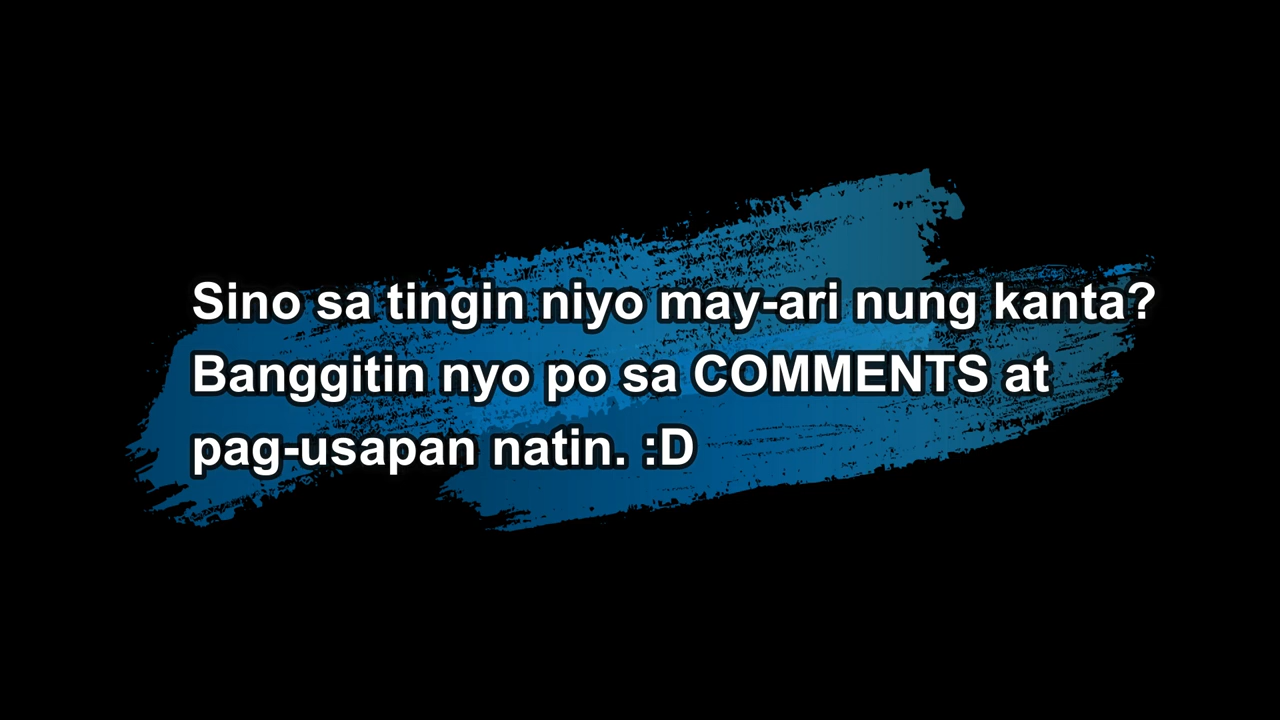 Sino sa tingin niyo may-ari nung kanta?
Banggitin nyo po sa COMMENTS at
pag-usapan natin. :D